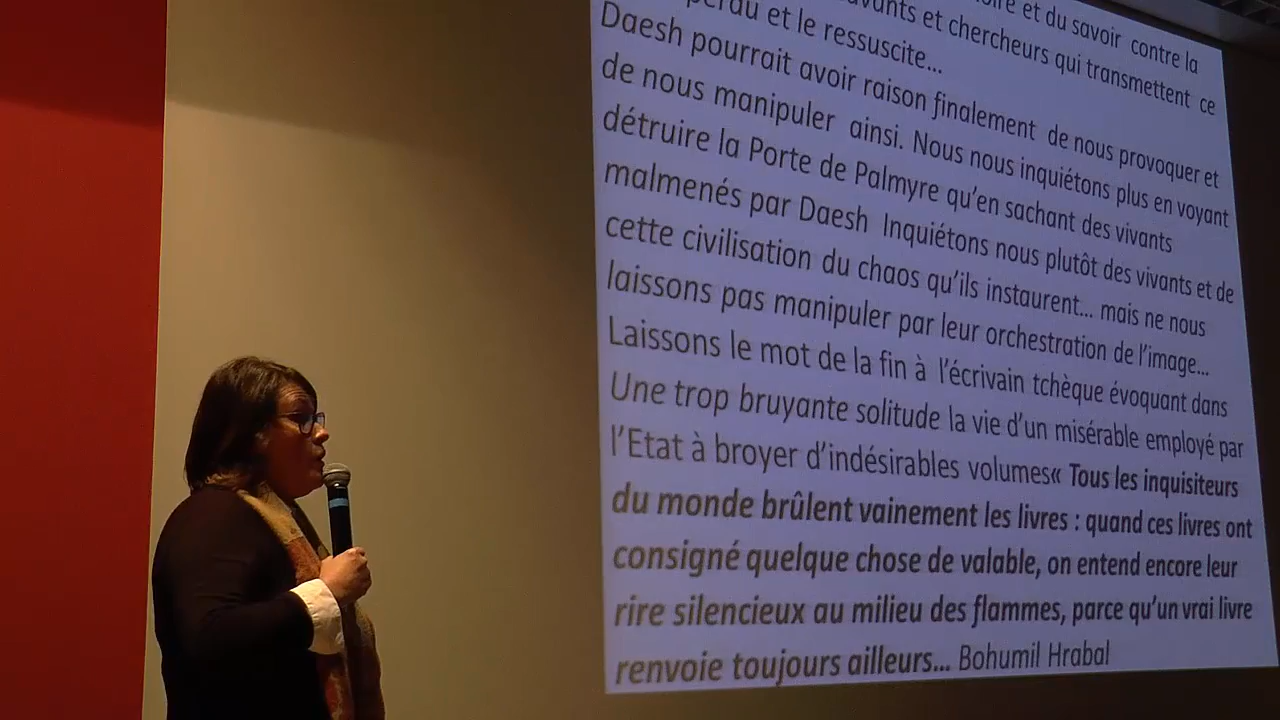 oire et du savoir contre la
vants et chercheurs qui transmettent ce
perdu et le ressuscite...
Daesh pourrait avoir raison finalement de nous provoquer et
de nous manipuler ainsi. Nous nous inquiétons plus en voyant
détruire la Porte de Palmyre qu'en sachant des vivants
malmenés par Daesh Inquiétons nous plutôt des vivants et de
cette civilisation du chaos qu'ils instaurent... mais ne nous
laissons pas manipuler par leur orchestration de l'image...
Laissons le mot de la fin à l'écrivain tchèque évoquant dans
Une trop bruyante solitude la vie d'un misérable employé par
l'Etat à broyer d'indésirables volumes« Tous les inquisiteurs
du monde brûlent vainement les livres : quand ces livres ont
consigné quelque chose de valable, on entend encore leur
rire silencieux au milieu des flammes, parce qu'un vrai livre
renvoie toujours ailleurs... Bohumil Hrabal